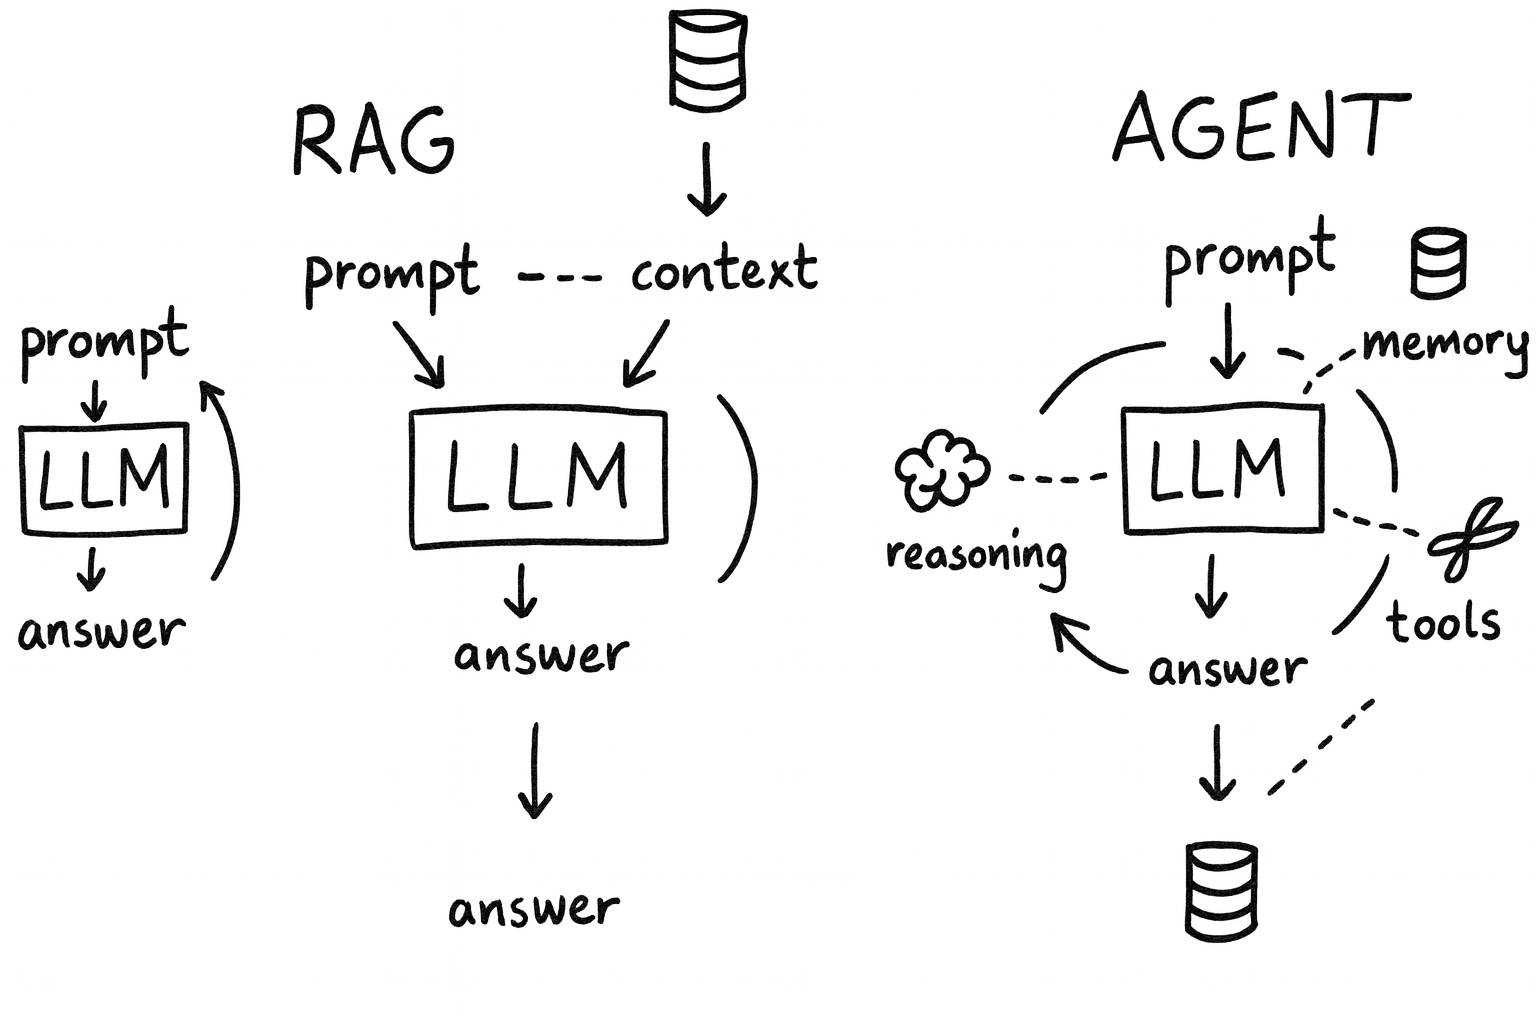 prompt
LLM
answer
RAG
prompt --- context
LLM
answer
answer
AGENT
prompt
memory
LLM
reasoning
tools
answer